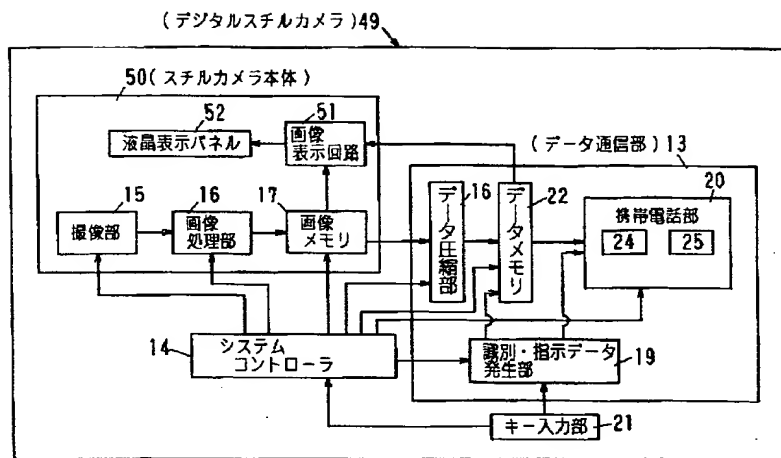 (デジタルスチルカメラ)49
50(スチルカメラ本体)
52
液晶表示パネル
51
画像
表示回路
(データ通信部)13
15
撮像部
16
画像
処理部
17
画像
メモリ
16
データ圧縮部
22
データメモリ
20
携帯電話部
24
25
14
システム
コントローラ
識別・指示データ
発生部
19
キー入力部
21